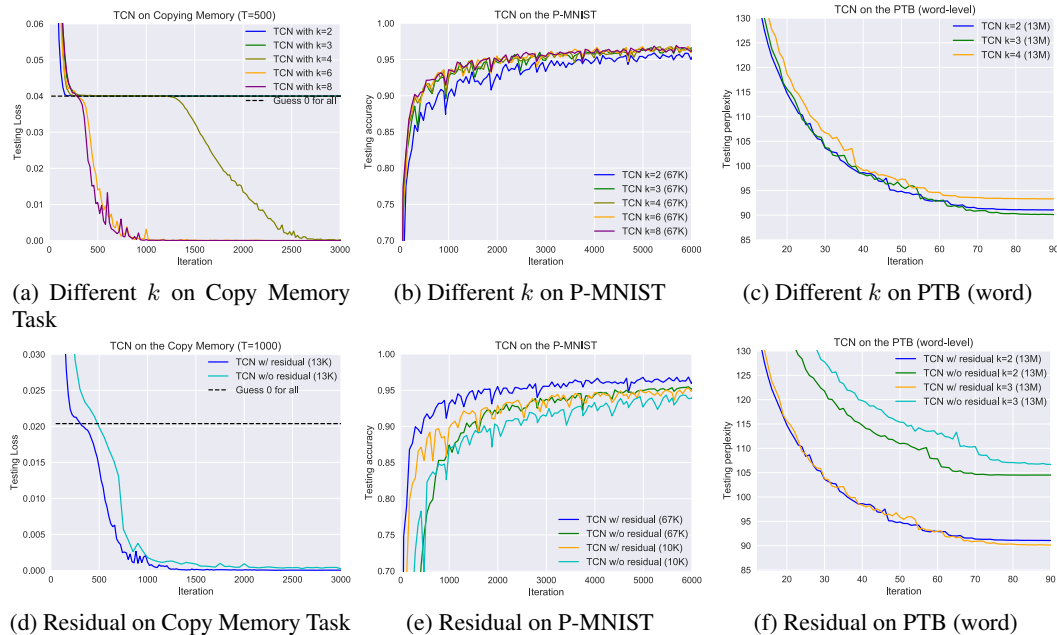 TCN on Copying Memory (T=500)
0.06
0.05
0.04
0.03
0.02
0.01
0.00
Testing Loss
TCN with k=2
TCN with k=3
TCN with k=4
TCN with k=6
TCN with k=8
Guess 0 for all
0 500 1000 1500 2000 2500 3000
Iteration
(a) Different k on Copy Memory
Task
TCN on the P-MNIST
1.00
0.95
0.90
0.85
0.80
0.75
0.70
Testing accuracy
TCN k=2 (67K)
TCN k=3 (67K)
TCN k=4 (67K)
TCN k=6 (67K)
TCN k=8 (67K)
0 1000 2000 3000 4000 5000 6000
Iteration
(b) Different k on P-MNIST
TCN on the PTB (word-level)
130
125
120
115
110
105
100
95
90
85
Testing perplexity
TCN k=2 (13M)
TCN k=3 (13M)
TCN k=4 (13M)
20 30 40 50 60 70 80 90
Iteration
(c) Different k on PTB (word)
TCN on the Copy Memory (T=1000)
0.030
0.025
0.020
0.015
0.010
0.005
0.000
Testing Loss
TCN w/ residual (13K)
TCN w/o residual (13K)
Guess 0 for all
0 500 1000 1500 2000 2500 3000
Iteration
(d) Residual on Copy Memory Task
TCN on the P-MNIST
1.00
0.95
0.90
0.85
0.80
0.75
0.70
Testing accuracy
TCN w/ residual (67K)
TCN w/o residual (67K)
TCN w/ residual (10K)
TCN w/o residual (10K)
0 1000 2000 3000 4000 5000 6000
Iteration
(e) Residual on P-MNIST
TCN on the PTB (word-level)
130
125
120
115
110
105
100
95
90
85
Testing perplexity
TCN w/ residual k=2 (13M)
TCN w/o residual k=2 (13M)
TCN w/ residual k=3 (13M)
TCN w/o residual k=3 (13M)
20 30 40 50 60 70 80 90
Iteration
(f) Residual on PTB (word)